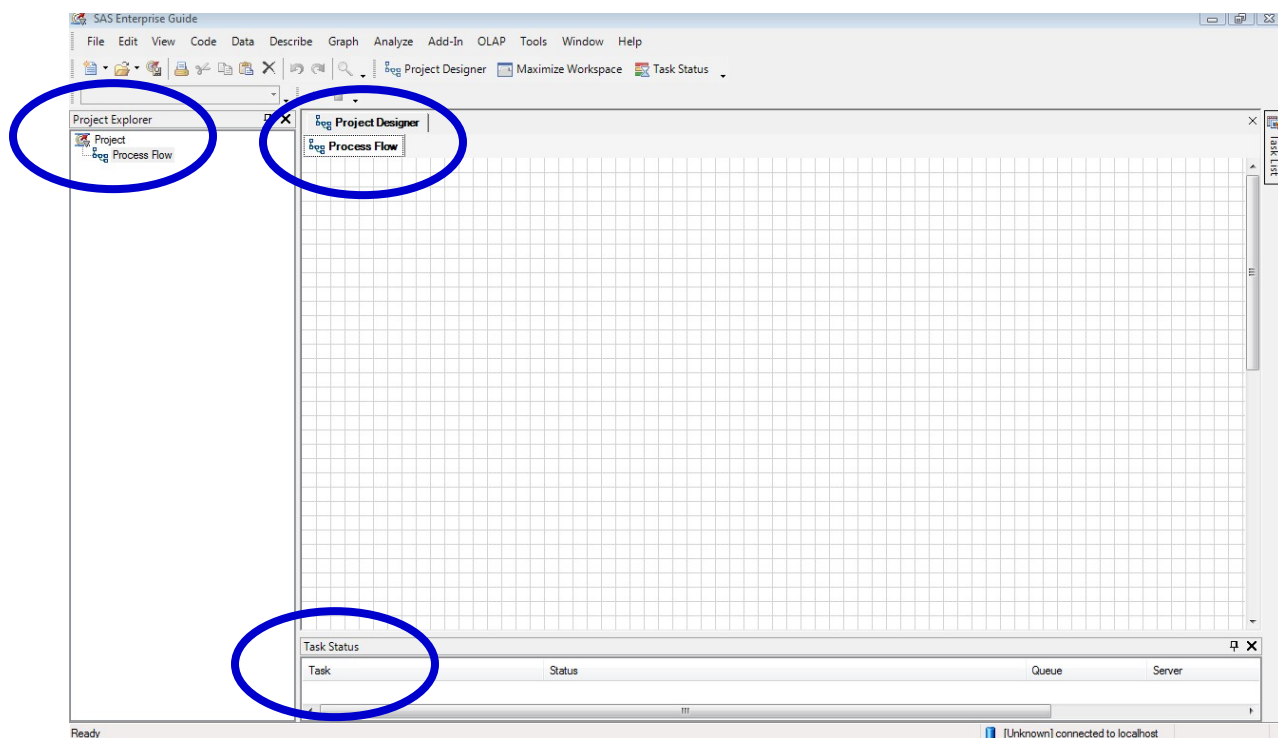 SAS Enterprise Guide
File Edit View Code Data Describe Graph Analyze Add-In OLAP Tools Window Help
Project Designer Maximize Workspace Task Status
Project Explorer
Project
Process Flow
Project Designer
Process Flow
Task List
Task Status
Task Status Queue Server
Ready [Unknown] connected to localhost